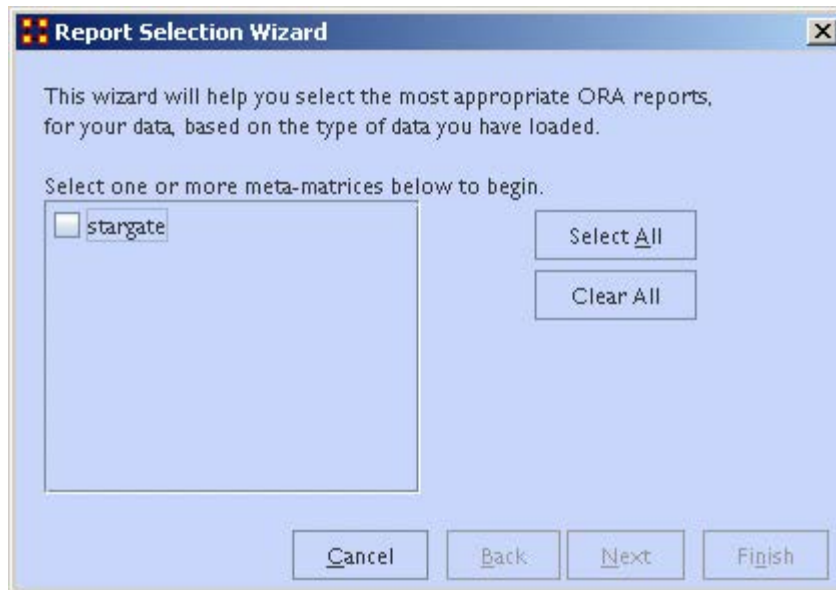 Report Selection Wizard
This wizard will help you select the most appropriate ORA reports,
for your data, based on the type of data you have loaded.
Select one or more meta-matrices below to begin.
stargate
Select All
Clear All
Cancel
Back
Next
Finish